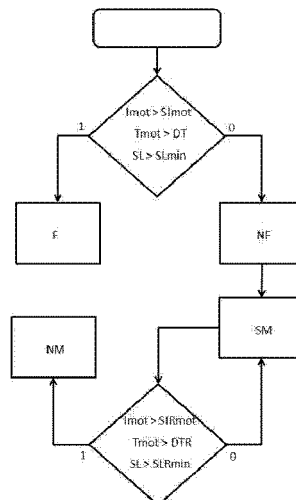 Imot > SImot
1
0
Tmot > DT
SL > SLmin
F
NF
NM
SM
Imot > SIRmot
Tmot > DTR
1
0
SL > SLRmin